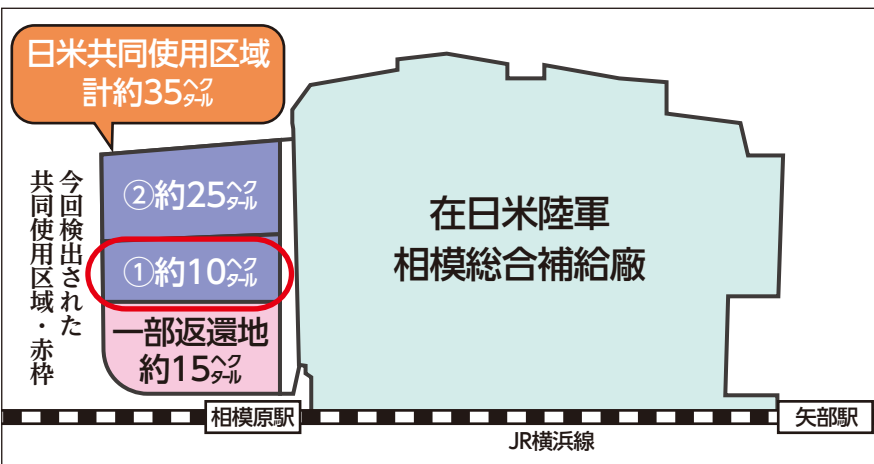 日米共同使用区域
計約35ヘクタール
②約25ヘクタール
①約10ヘクタール
一部返還地
約15ヘクタール
今回検出された
共同使用区域・赤枠
在日米陸軍
相模総合補給廠
相模原駅
JR横浜線
矢部駅